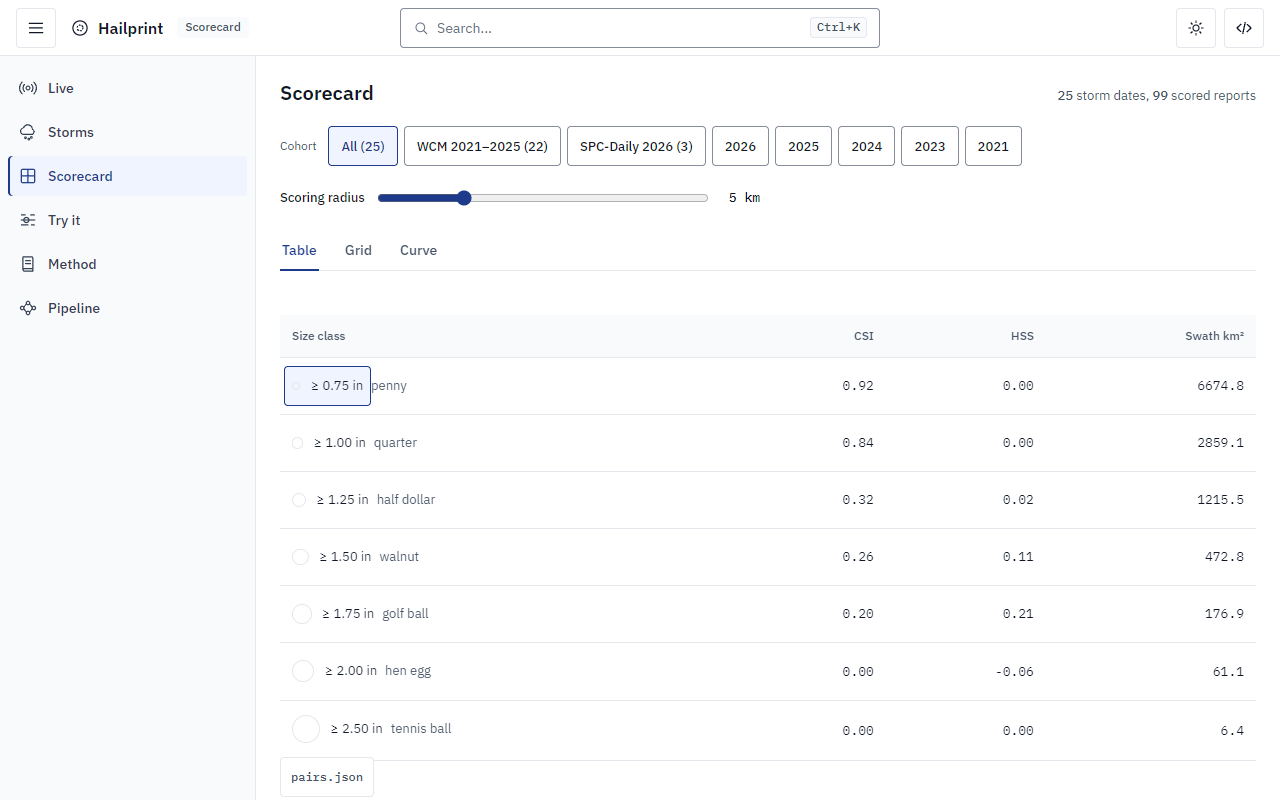 Hailprint Scorecard Search... Ctrl+K
Live
Storms
Scorecard
Try it
Method
Pipeline
Scorecard
25 storm dates, 99 scored reports
Cohort All (25) WCM 2021–2025 (22) SPC-Daily 2026 (3) 2026 2025 2024 2023 2021
Scoring radius 5 km
Table Grid Curve
Size class CSI HSS Swath km²
≥ 0.75 in penny 0.92 0.00 6674.8
≥ 1.00 in quarter 0.84 0.00 2859.1
≥ 1.25 in half dollar 0.32 0.02 1215.5
≥ 1.50 in walnut 0.26 0.11 472.8
≥ 1.75 in golf ball 0.20 0.21 176.9
≥ 2.00 in hen egg 0.00 -0.06 61.1
≥ 2.50 in tennis ball 0.00 0.00 6.4
pairs.json